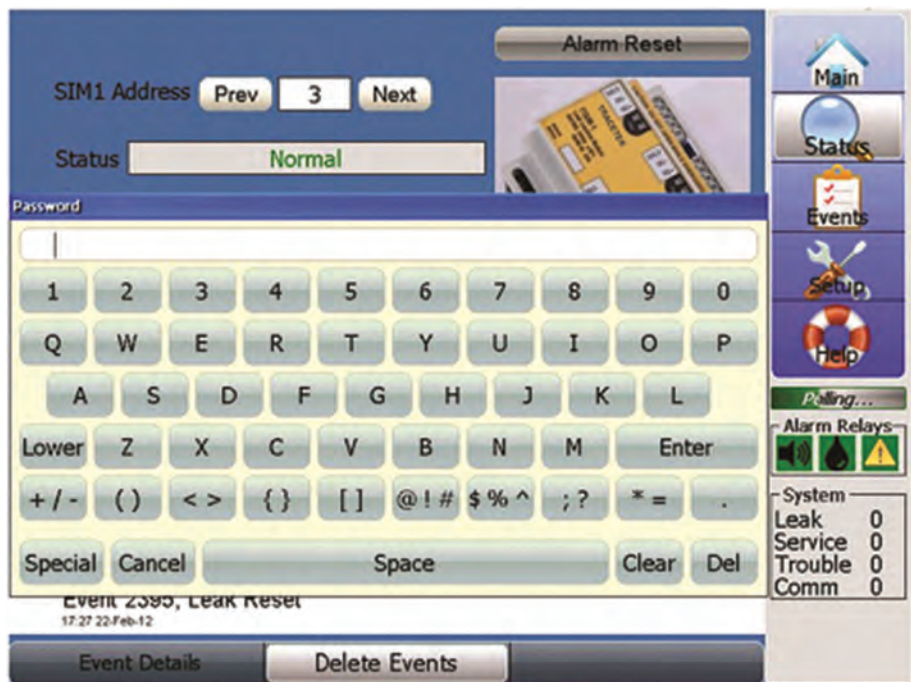 Alarm Reset
SIM1 Address Prev 3 Next
Status Normal
TRACETEK
Password
1 2 3 4 5 6 7 8 9 0
Q W E R T Y U I O P
A S D F G H J K L
Lower Z X C V B N M Enter
+ / - ( ) < > { } [ ] @ ! # $ % ^ ; ? * = .
Special Cancel Space Clear Del
Event 2395, Leak Reset
17:27 22-Feb-12
Event Details Delete Events
Main
Status
Events
Setup
Help
Polling...
Alarm Relays
System
Leak 0
Service 0
Trouble 0
Comm 0